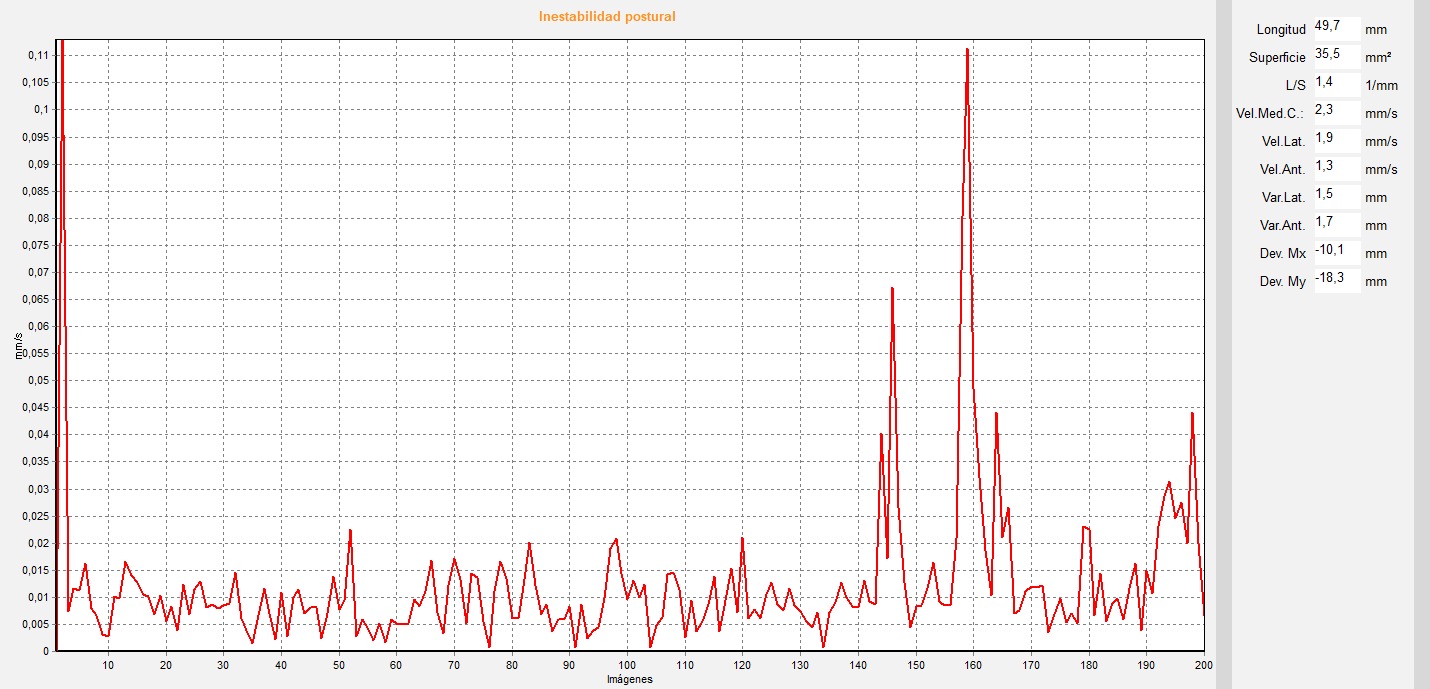 Inestabilidad postural
0,11
0,105
0,1
0,095
0,09
0,085
0,08
0,075
0,07
0,065
0,06
0,055
0,05
0,045
0,04
0,035
0,03
0,025
0,02
0,015
0,01
0,005
0
mm/s
10 20 30 40 50 60 70 80 90 100 110 120 130 140 150 160 170 180 190 200
Imágenes
Longitud 49,7 mm
Superficie 35,5 mm²
L/S 1,4 1/mm
Vel.Med.C.: 2,3 mm/s
Vel.Lat. 1,9 mm/s
Vel.Ant. 1,3 mm/s
Var.Lat. 1,5 mm
Var.Ant. 1,7 mm
Dev. Mx -10,1 mm
Dev. My -18,3 mm